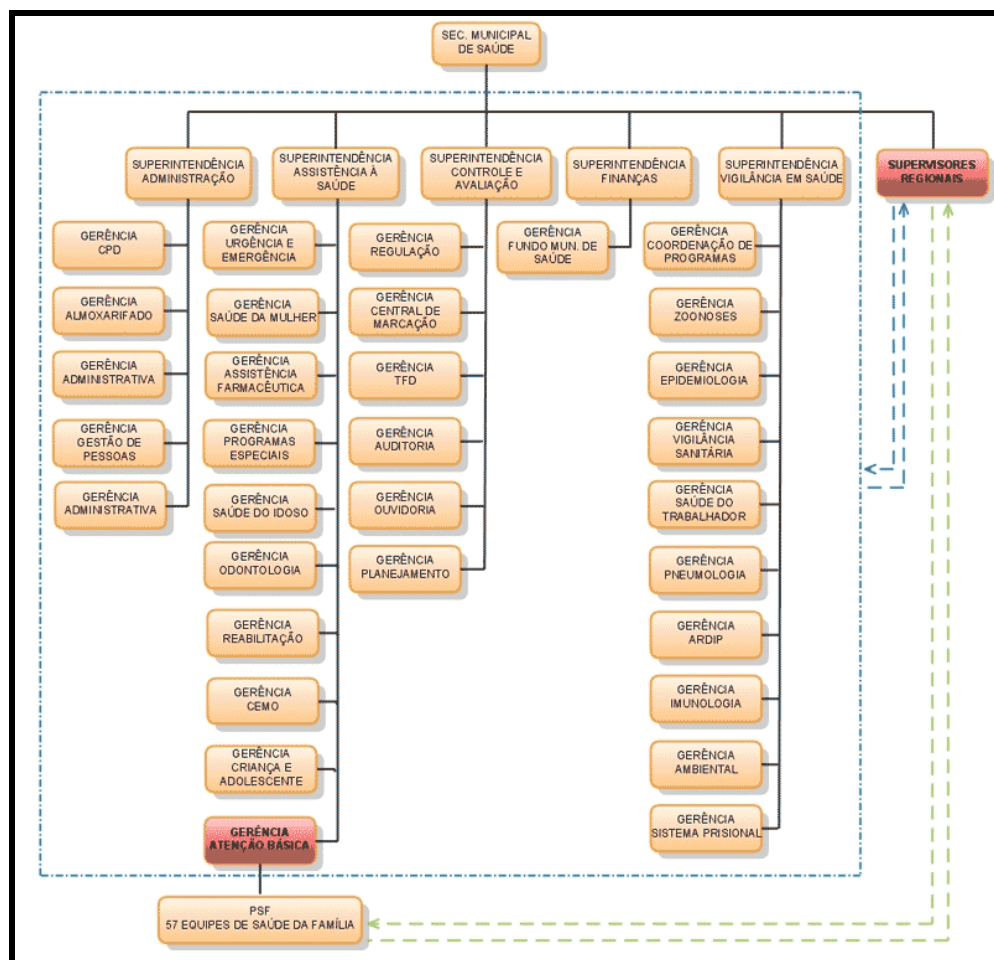 SEC. MUNICIPAL
DE SAÚDE
SUPERINTENDÊNCIA
ADMINISTRAÇÃO
SUPERINTENDÊNCIA
ASSISTÊNCIA À
SAÚDE
SUPERINTENDÊNCIA
CONTROLE E
AVALIAÇÃO
SUPERINTENDÊNCIA
FINANÇAS
SUPERINTENDÊNCIA
VIGILÂNCIA EM SAÚDE
SUPERVISORES
REGIONAIS
GERÊNCIA
CPD
GERÊNCIA
ALMOXARIFADO
GERÊNCIA
ADMINISTRATIVA
GERÊNCIA
GESTÃO DE
PESSOAS
GERÊNCIA
ADMINISTRATIVA
GERÊNCIA
URGÊNCIA E
EMERGÊNCIA
GERÊNCIA
SAÚDE DA MULHER
GERÊNCIA
ASSISTÊNCIA
FARMACÊUTICA
GERÊNCIA
PROGRAMAS
ESPECIAIS
GERÊNCIA
SAÚDE DO IDOSO
GERÊNCIA
ODONTOLOGIA
GERÊNCIA
REABILITAÇÃO
GERÊNCIA
CEMO
GERÊNCIA
CRIANÇA E
ADOLESCENTE
GERÊNCIA
ATENÇÃO BÁSICA
PSF
57 EQUIPES DE SAÚDE DA FAMÍLIA
GERÊNCIA
REGULAÇÃO
GERÊNCIA
CENTRAL DE
MARCAÇÃO
GERÊNCIA
TFD
GERÊNCIA
AUDITORIA
GERÊNCIA
OUVIDORIA
GERÊNCIA
PLANEJAMENTO
GERÊNCIA
FUNDO MUN. DE
SAÚDE
GERÊNCIA
COORDENAÇÃO DE
PROGRAMAS
GERÊNCIA
ZOONOSES
GERÊNCIA
EPIDEMIOLOGIA
GERÊNCIA
VIGILÂNCIA
SANITÁRIA
GERÊNCIA
SAÚDE DO
TRABALHADOR
GERÊNCIA
PNEUMOLOGIA
GERÊNCIA
ARDIP
GERÊNCIA
IMUNOLOGIA
GERÊNCIA
AMBIENTAL
GERÊNCIA
SISTEMA PRISIONAL